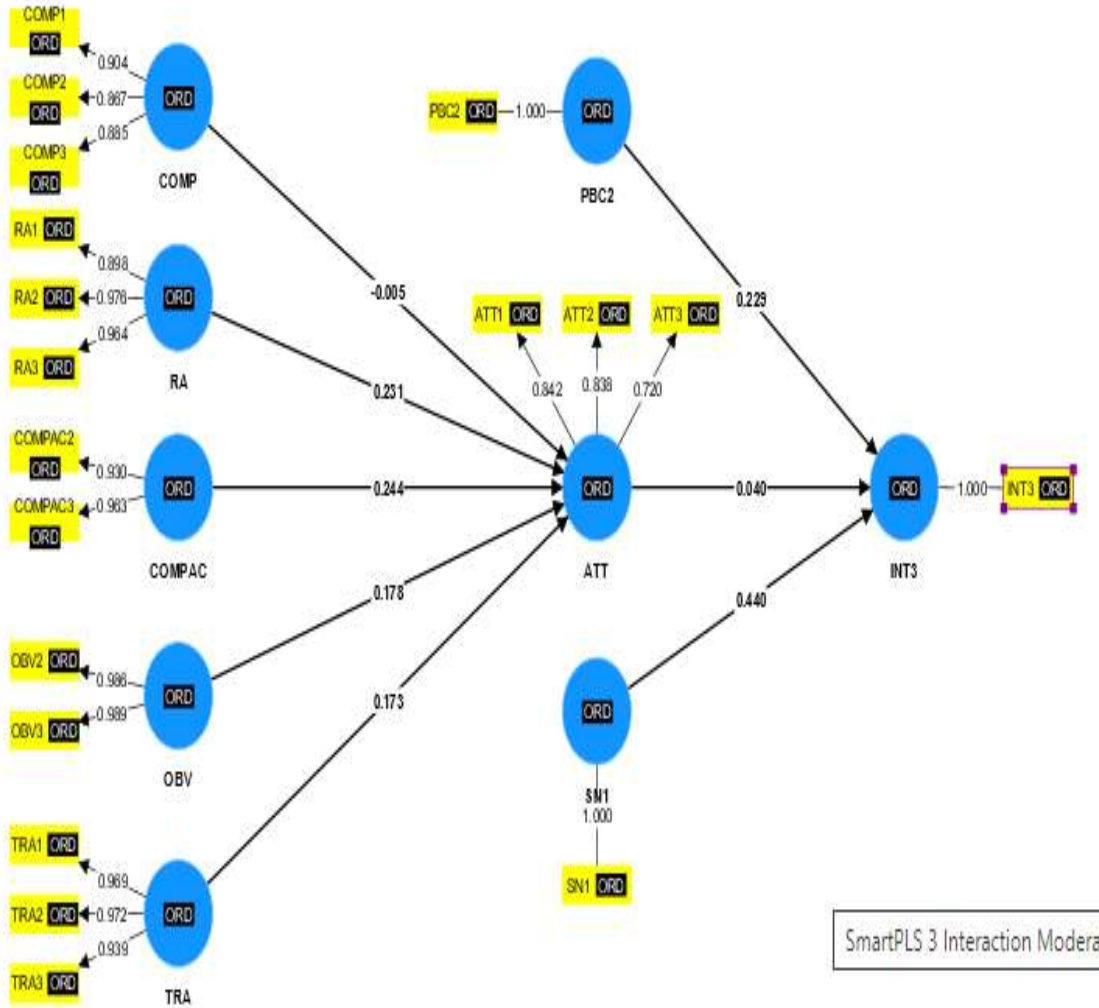 COMP1
ORD
0.904
COMP2
ORD
0.867
COMP3
ORD
0.885
ORD
COMP
RA1 ORD
0.898
RA2 ORD
0.976
RA3 ORD
0.964
ORD
RA
COMPAC2
ORD
0.930
COMPAC3
ORD
0.963
ORD
COMPAC
OBV2 ORD
0.986
OBV3 ORD
0.989
ORD
OBV
TRA1 ORD
0.969
TRA2 ORD
0.972
TRA3 ORD
0.939
ORD
TRA
-0.005
0.231
0.244
0.178
0.173
PBC2 ORD
1.000
ORD
PBC2
0.229
ATT1 ORD
ATT2 ORD
ATT3 ORD
0.842
0.838
0.720
ORD
ATT
0.040
0.440
ORD
INT3
1.000
INT3 ORD
ORD
SN1
1.000
SN1 ORD
SmartPLS 3 Interaction Modera